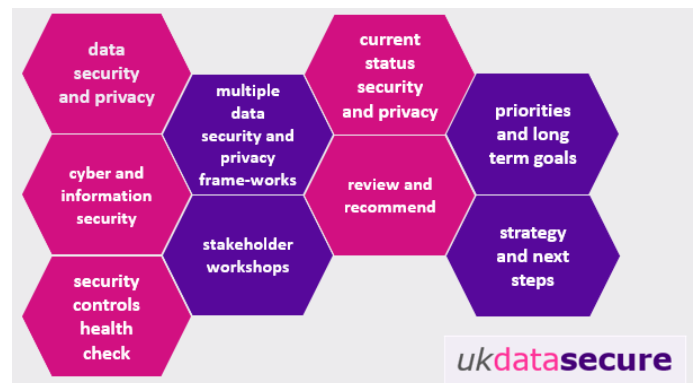 data
security
and privacy
cyber and
information
security
security
controls
health
check
multiple
data
security and
privacy
frame-works
stakeholder
workshops
current
status
security
and privacy
review and
recommend
priorities
and long
term goals
strategy
and next
steps
ukdatasecure